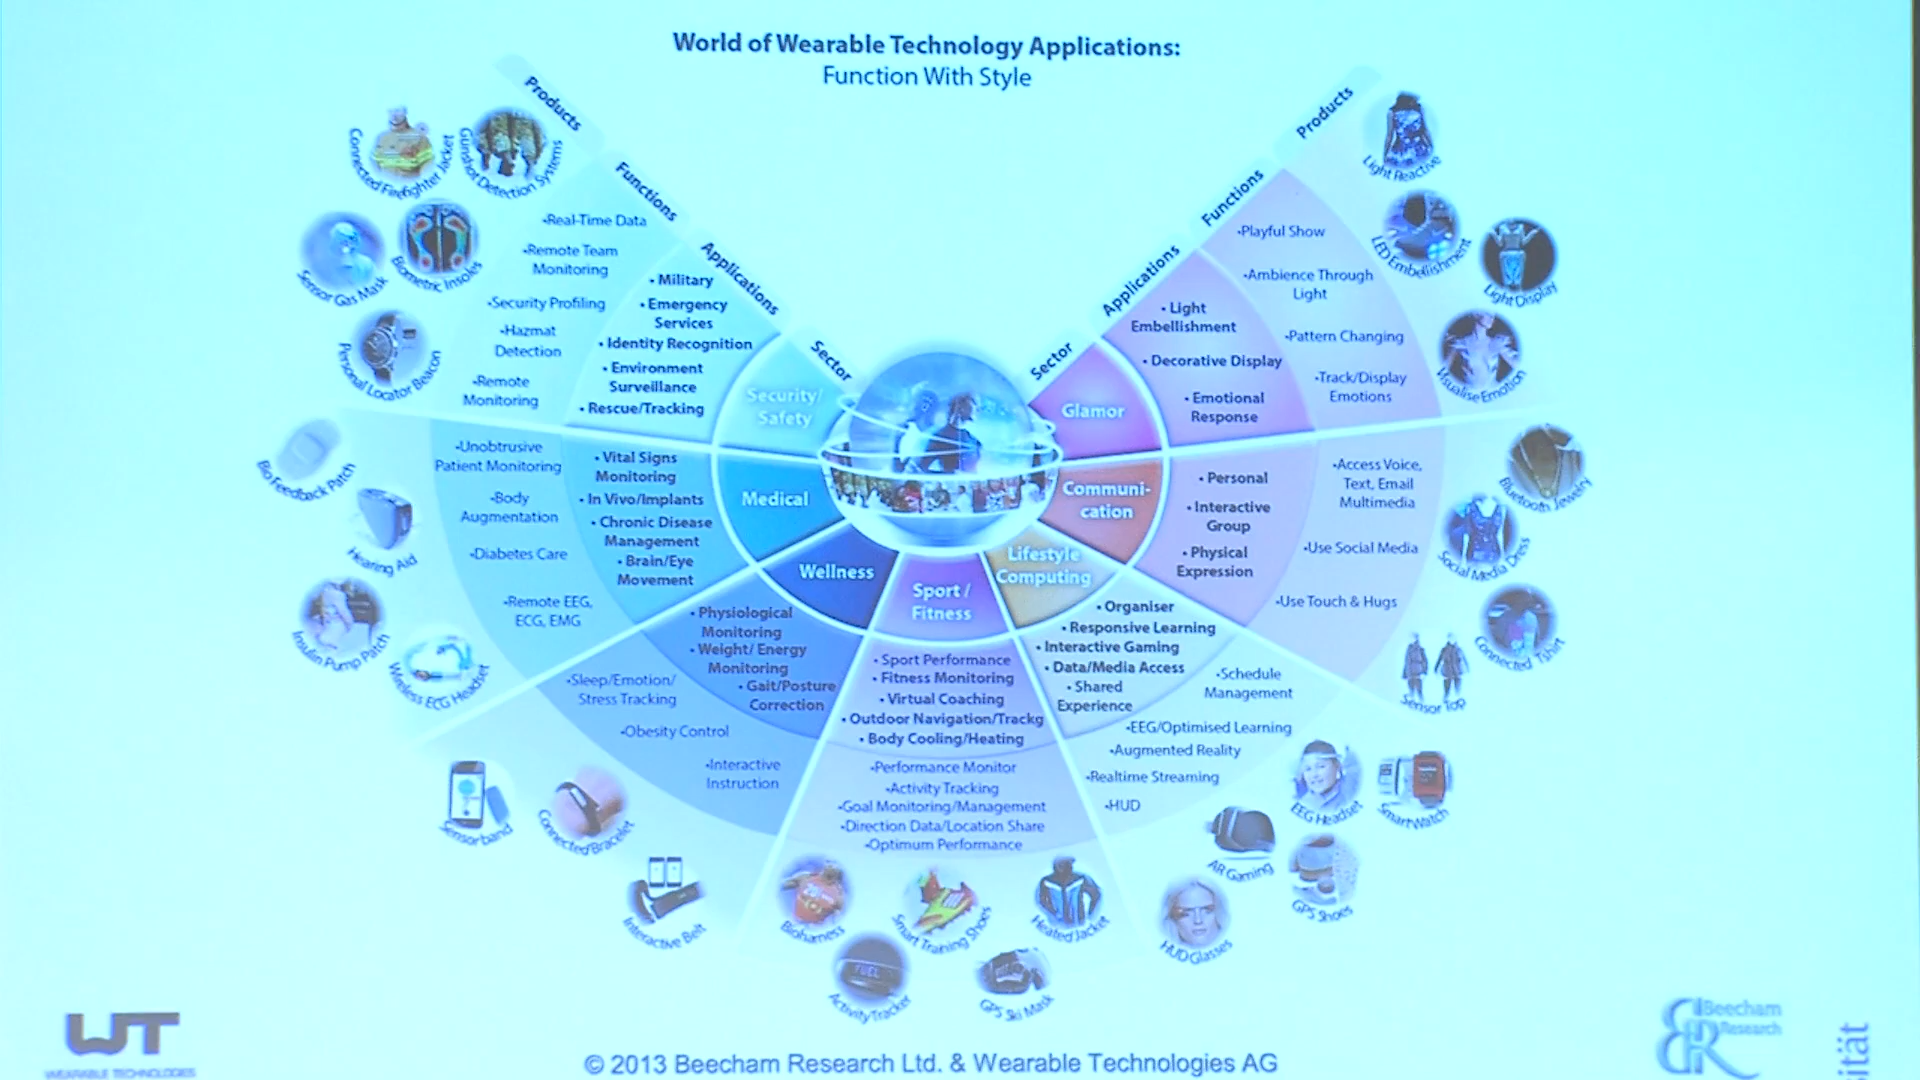 World of Wearable Technology Applications:
Function With Style
Products
Functions
Applications
Sector
Connected Firefighter Jacket
Gunshot Detection Systems
Sensor Gas Mask
Biometric Insoles
Personal Locator Beacon
•Real-Time Data
•Remote Team
Monitoring
•Security Profiling
•Hazmat
Detection
•Remote
Monitoring
• Military
• Emergency
Services
• Identity Recognition
• Environment
Surveillance
• Rescue/Tracking
Security/
Safety
Bio Feedback Patch
Hearing Aid
Insulin Pump Patch
Wireless ECG Headset
•Unobtrusive
Patient Monitoring
•Body
Augmentation
•Diabetes Care
•Remote EEG,
ECG, EMG
• Vital Signs
Monitoring
• In Vivo/Implants
• Chronic Disease
Management
• Brain/Eye
Movement
Medical
Wellness
• Physiological
Monitoring
• Weight/ Energy
Monitoring
• Gait/Posture
Correction
•Sleep/Emotion/
Stress Tracking
•Obesity Control
•Interactive
Instruction
Sensor band
Connected Bracelet
Interactive Belt
Sport /
Fitness
• Sport Performance
• Fitness Monitoring
• Virtual Coaching
• Outdoor Navigation/Trackg
• Body Cooling/Heating
•Performance Monitor
•Activity Tracking
•Goal Monitoring/Management
•Direction Data/Location Share
•Optimum Performance
Bioharness
Smart Training Shoes
Heated Jacket
FUEL
Activity Tracker
GPS Ski Mask
Lifestyle
Computing
• Organiser
• Responsive Learning
• Interactive Gaming
• Data/Media Access
• Shared
Experience
•Schedule
Management
•EEG/Optimised Learning
•Augmented Reality
•Realtime Streaming
•HUD
EEG Headset
SmartWatch
AR Gaming
GPS Shoes
HUD Glasses
Communi-
cation
• Personal
• Interactive
Group
• Physical
Expression
•Access Voice,
Text, Email
Multimedia
•Use Social Media
•Use Touch & Hugs
Bluetooth Jewelry
Social Media Dress
Connected Tshirt
Sensor Top
Glamor
• Light
Embellishment
• Decorative Display
• Emotional
Response
•Playful Show
•Ambience Through
Light
•Pattern Changing
•Track/Display
Emotions
Light Reactive
LED Embellishment
Light Display
Visualise Emotion
Sector
Applications
Functions
Products
WT
WEARABLE TECHNOLOGIES
© 2013 Beecham Research Ltd. & Wearable Technologies AG
BR
Beecham
Research
sität